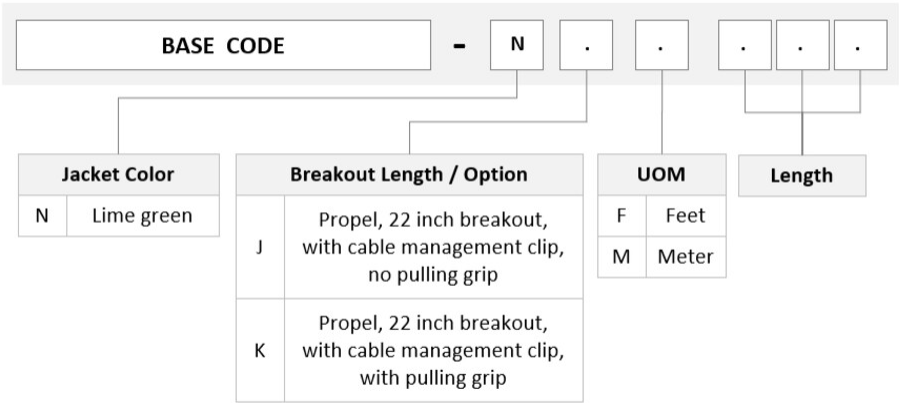 BASE CODE - N . . . . .
Jacket Color
N Lime green
Breakout Length / Option
J Propel, 22 inch breakout,
with cable management clip,
no pulling grip
K Propel, 22 inch breakout,
with cable management clip,
with pulling grip
UOM
F Feet
M Meter
Length